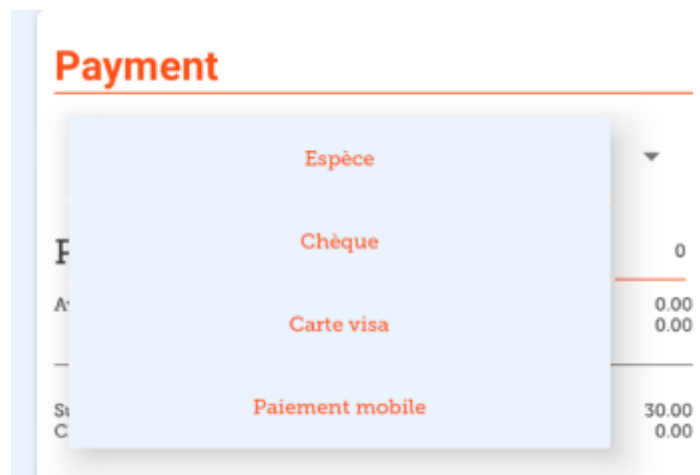 Payment
Espèce
Chèque
0
0.00
Carte visa
0.00
Paiement mobile
30.00
0.00